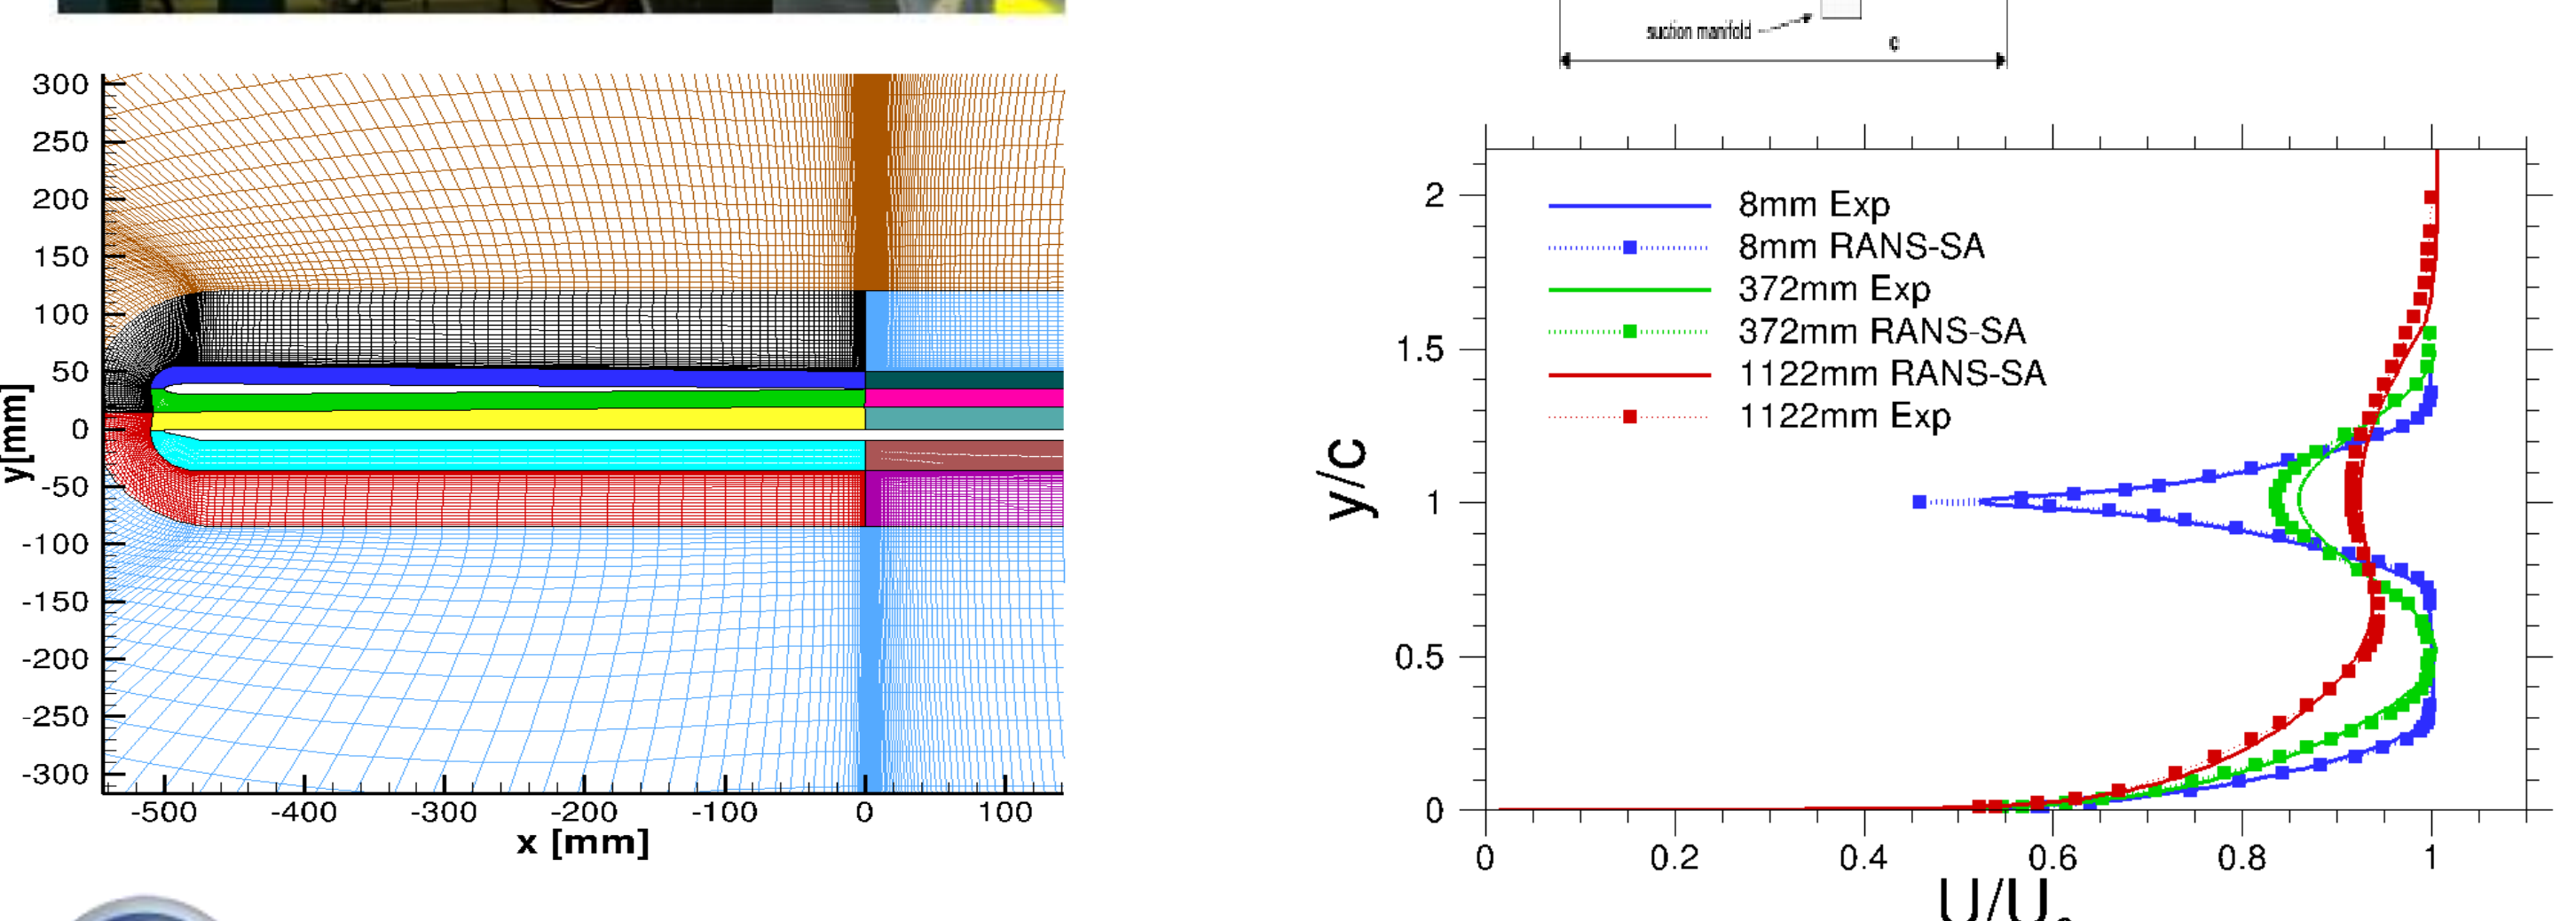 suction manifold
c
300
250
200
150
100
50
0
-50
-100
-150
-200
-250
-300
y[mm]
-500 -400 -300 -200 -100 0 100
x [mm]
8mm Exp
8mm RANS-SA
372mm Exp
372mm RANS-SA
1122mm RANS-SA
1122mm Exp
2
1.5
1
0.5
0
y/c
0 0.2 0.4 0.6 0.8 1